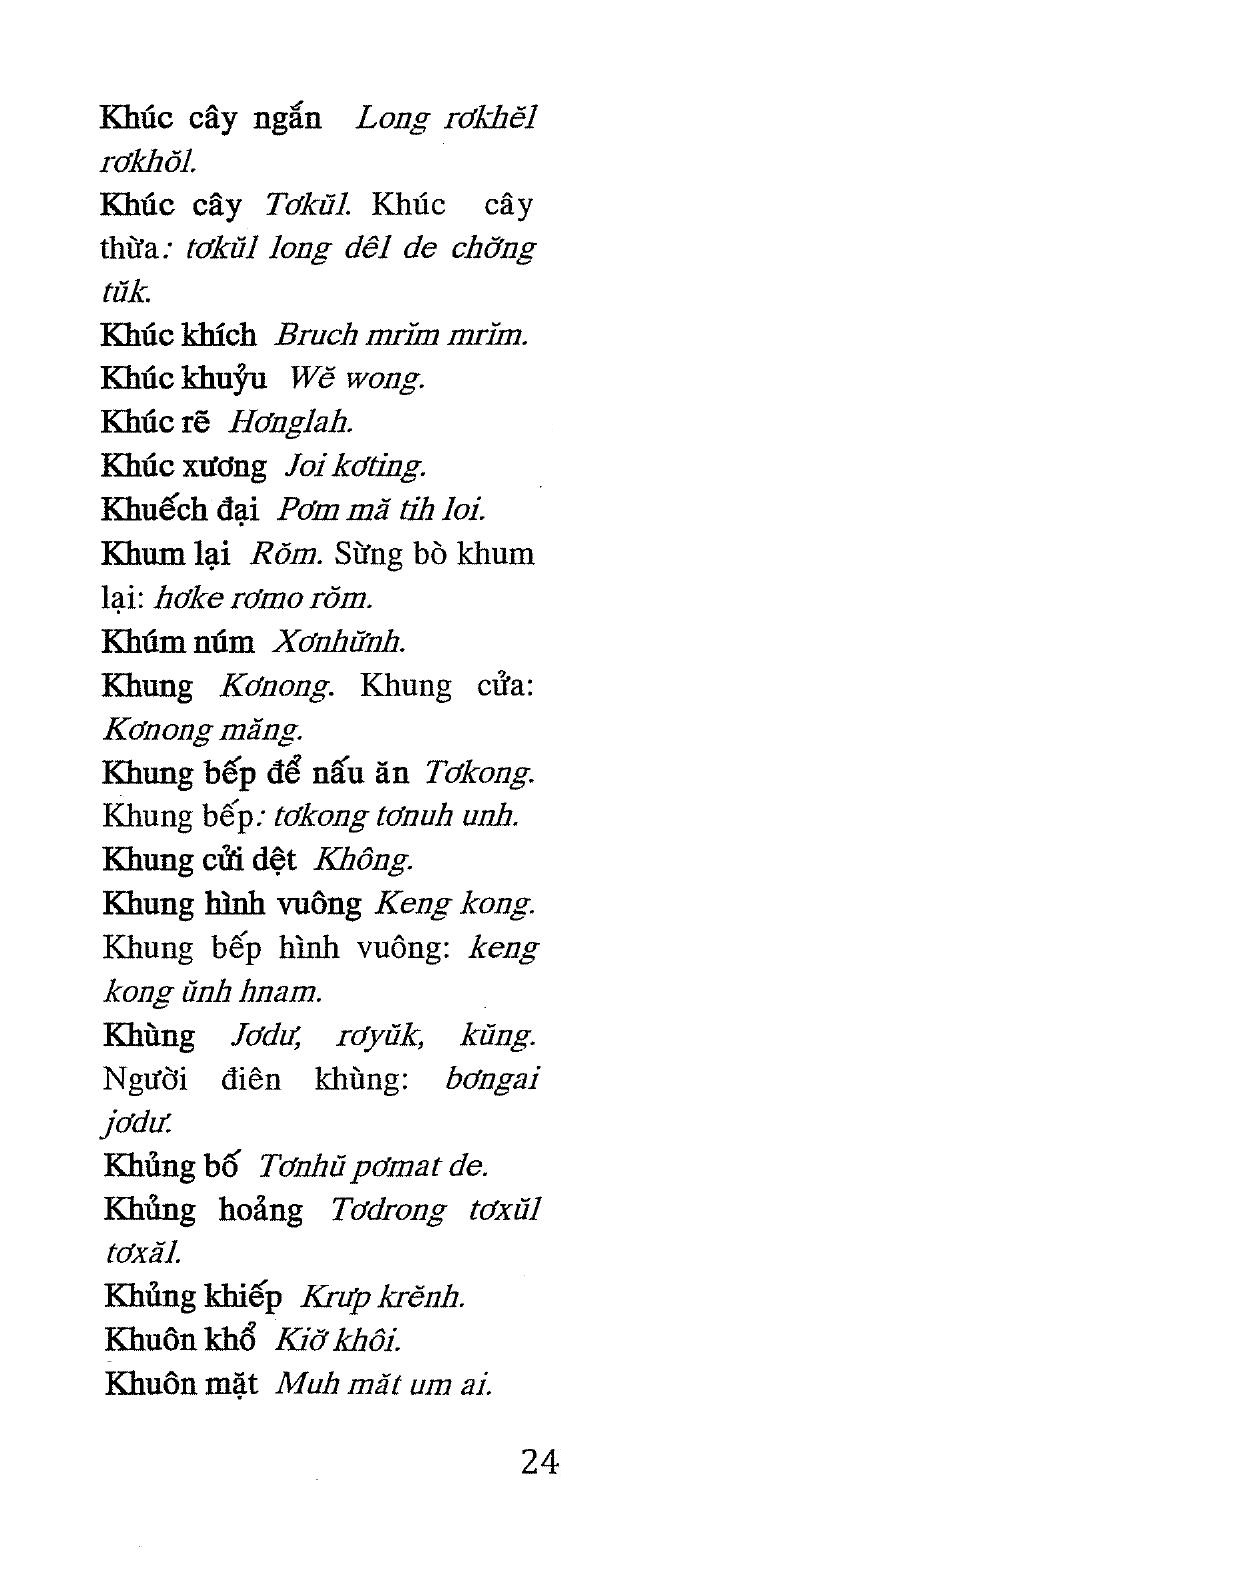 Khúc cây ngắn Long rơkhĕl
rơkhŏl.
Khúc cây Tơkŭl. Khúc cây
thừa: tơkŭl long dêl de chơ̆ng
tŭk.
Khúc khích Bruch mrĭm mrĭm.
Khúc khuỷu Wĕ wong.
Khúc rẽ Hơnglah.
Khúc xương Joi kơting.
Khuếch đại Pơm mă tih loi.
Khum lại Rŏm. Sừng bò khum
lại: hơke rơmo rŏm.
Khúm núm Xơnhư̆nh.
Khung Kơnong. Khung cửa:
Kơnong măng.
Khung bếp để nấu ăn Tơkong.
Khung bếp: tơkong tơnuh unh.
Khung cửi dệt Không.
Khung hình vuông Keng kong.
Khung bếp hình vuông: keng
kong ŭnh hnam.
Khùng Jơdư, rơyŭk, kŭng.
Người điên khùng: bơngai
jơdư.
Khủng bố Tơnhŭ pơmat de.
Khủng hoảng Tơdrong tơxŭl
tơxăl.
Khủng khiếp Krưp krĕnh.
Khuôn khổ Kiơ̆ khôi.
Khuôn mặt Muh măt um ai.
24